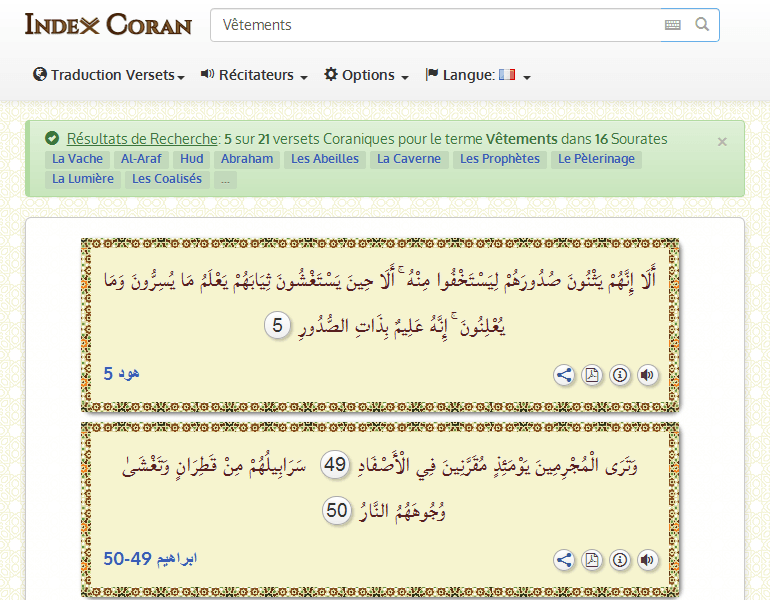 Index Coran
Vêtements
Traduction Versets Récitateurs Options Langue:
Résultats de Recherche: 5 sur 21 versets Coraniques pour le terme Vêtements dans 16 Sourates ×
La Vache Al-Araf Hud Abraham Les Abeilles La Caverne Les Prophètes Le Pèlerinage
La Lumière Les Coalisés ...
أَلَا إِنَّهُمْ يَثْنُونَ صُدُورَهُمْ لِيَسْتَخْفُوا مِنْهُ ۚ أَلَا حِينَ يَسْتَغْشُونَ ثِيَابَهُمْ يَعْلَمُ مَا يُسِرُّونَ وَمَا
يُعْلِنُونَ ۚ إِنَّهُ عَلِيمٌ بِذَاتِ الصُّدُورِ 5
هود 5
وَتَرَى الْمُجْرِمِينَ يَوْمَئِذٍ مُقَرَّنِينَ فِي الْأَصْفَادِ 49 سَرَابِيلُهُمْ مِنْ قَطِرَانٍ وَتَغْشَىٰ
وُجُوهَهُمُ النَّارُ 50
ابراهيم 49-50